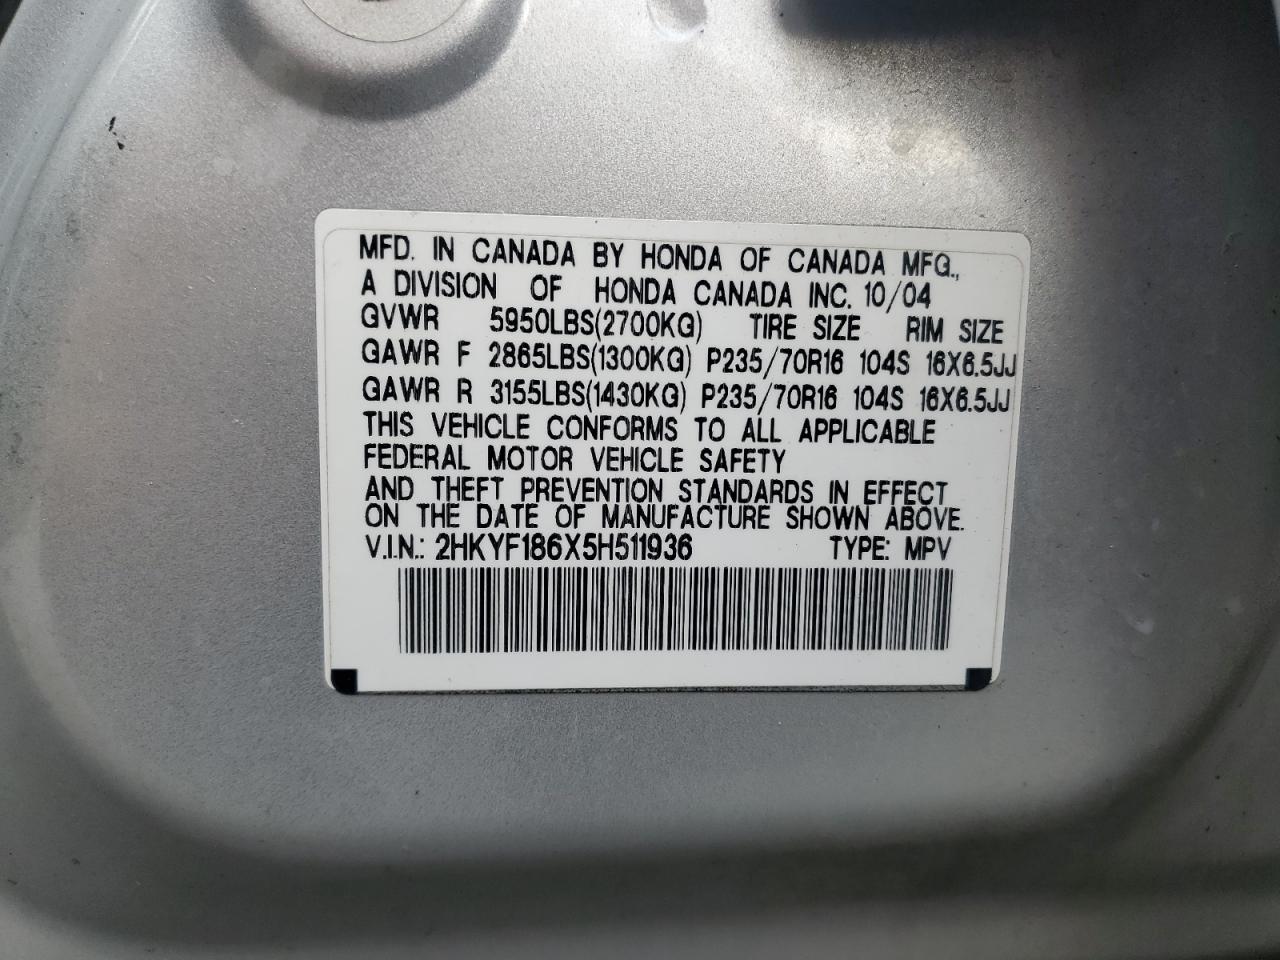 MFD. IN CANADA BY HONDA OF CANADA MFG.,
A DIVISION OF HONDA CANADA INC. 10/04
GVWR 5950LBS(2700KG) TIRE SIZE RIM SIZE
GAWR F 2865LBS(1300KG) P235/70R16 104S 16X6.5JJ
GAWR R 3155LBS(1430KG) P235/70R16 104S 16X6.5JJ
THIS VEHICLE CONFORMS TO ALL APPLICABLE
FEDERAL MOTOR VEHICLE SAFETY
AND THEFT PREVENTION STANDARDS IN EFFECT
ON THE DATE OF MANUFACTURE SHOWN ABOVE.
V.I.N.: 2HKYF186X5H511936 TYPE: MPV